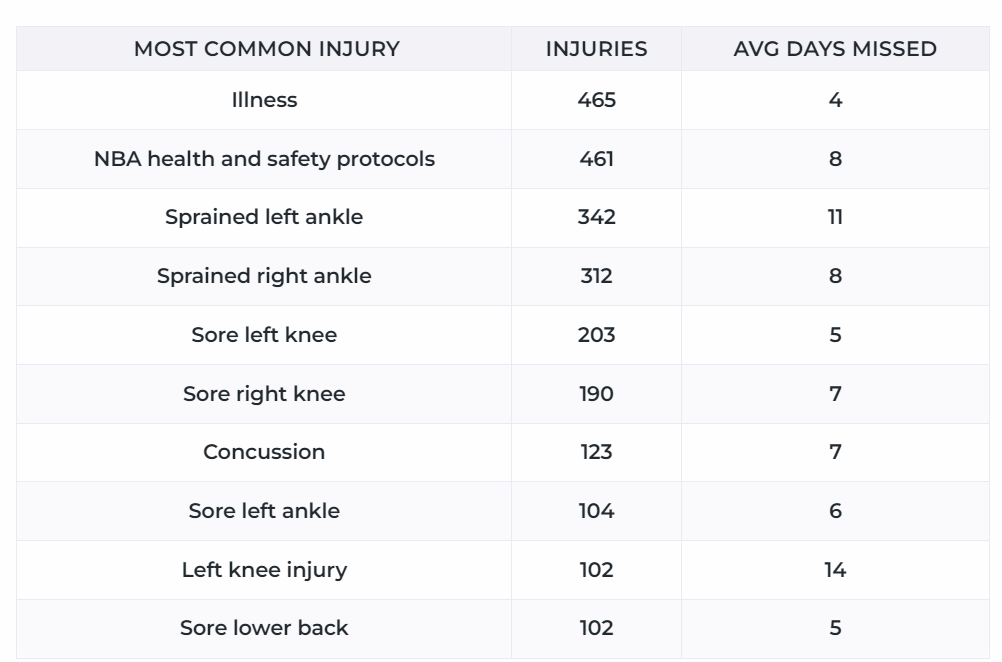 MOST COMMON INJURY INJURIES AVG DAYS MISSED
Illness 465 4
NBA health and safety protocols 461 8
Sprained left ankle 342 11
Sprained right ankle 312 8
Sore left knee 203 5
Sore right knee 190 7
Concussion 123 7
Sore left ankle 104 6
Left knee injury 102 14
Sore lower back 102 5